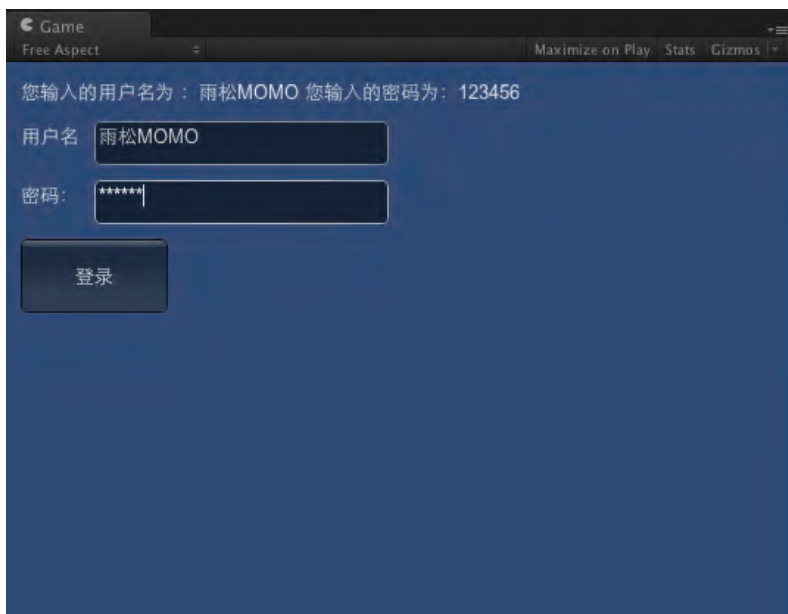 Game
Free Aspect Maximize on Play Stats Gizmos
您输入的用户名为 ：雨松MOMO 您输入的密码为：123456
用户名 雨松MOMO
密码： ******
登录